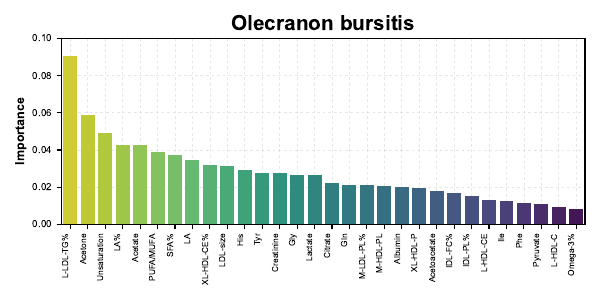 Olecranon bursitis
Importance
0.10
0.08
0.06
0.04
0.02
0.00
L-LDL-TG%
Acetone
Unsaturation
LA%
Acetate
PUFA/MUFA
SFA%
LA
XL-HDL-CE%
LDL-size
His
Tyr
Creatinine
Gly
Lactate
Citrate
Gln
M-LDL-PL%
M-HDL-PL
Albumin
XL-HDL-P
Acetoacetate
IDL-FC%
IDL-PL%
L-HDL-CE
Ile
Phe
Pyruvate
L-HDL-C
Omega-3%